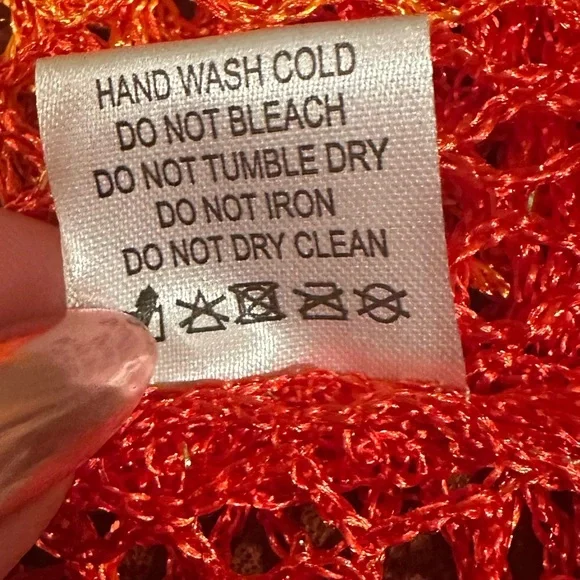 HAND WASH COLD
DO NOT BLEACH
DO NOT TUMBLE DRY
DO NOT IRON
DO NOT DRY CLEAN